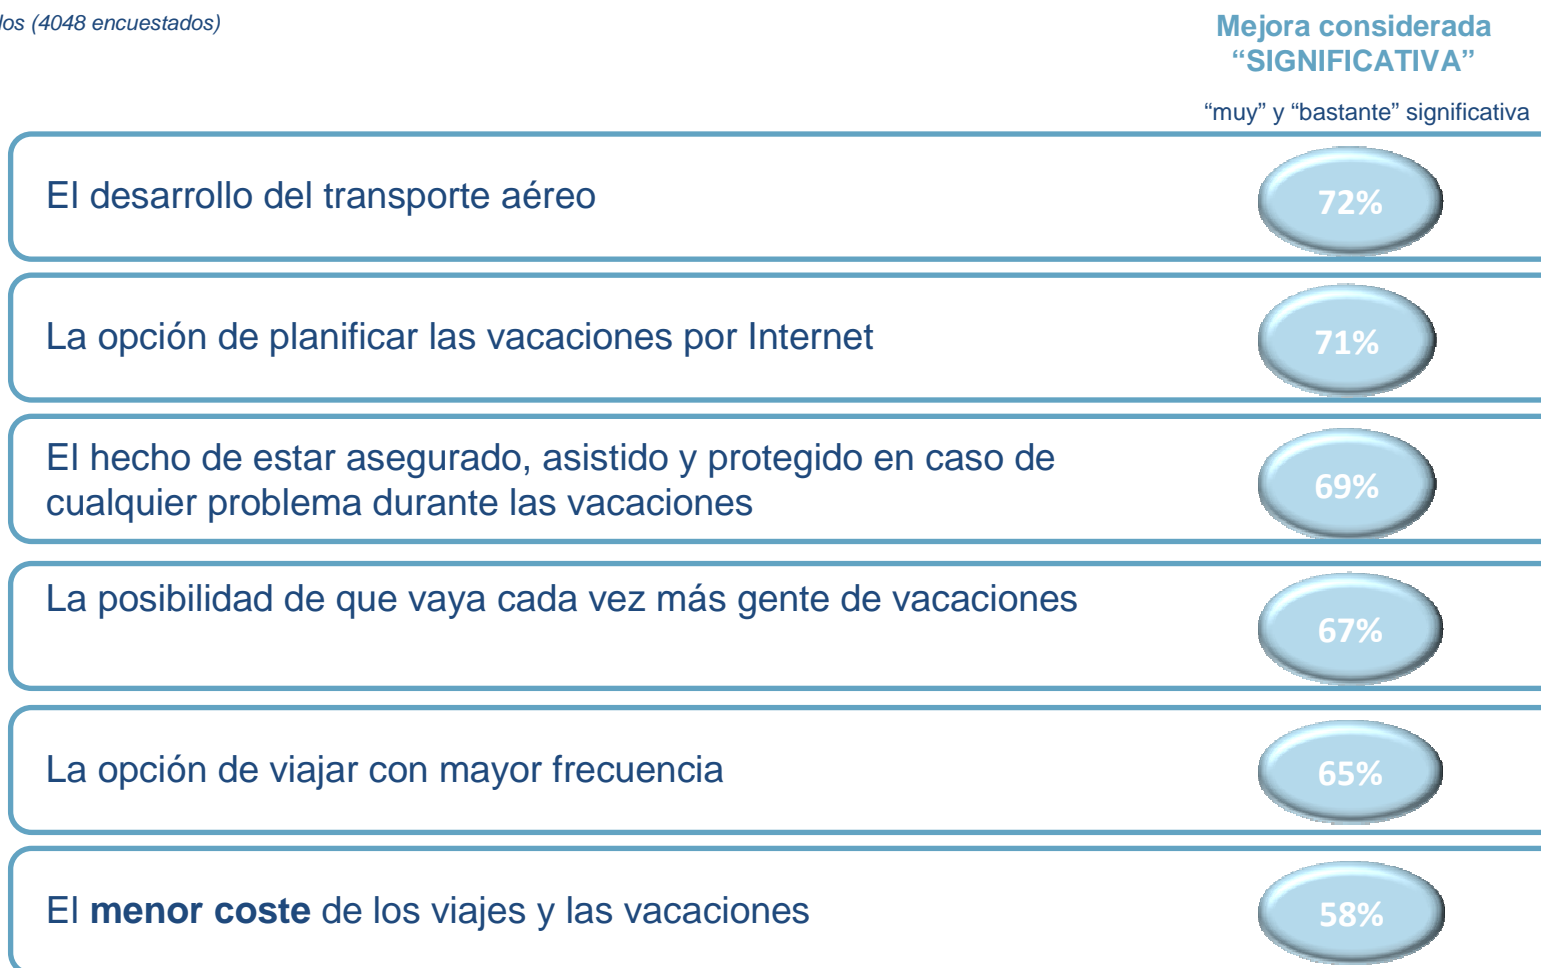 (4048 encuestados)
Mejora considerada
“SIGNIFICATIVA”
“muy” y “bastante” significativa
El desarrollo del transporte aéreo
72%
La opción de planificar las vacaciones por Internet
71%
El hecho de estar asegurado, asistido y protegido en caso de
cualquier problema durante las vacaciones
69%
La posibilidad de que vaya cada vez más gente de vacaciones
67%
La opción de viajar con mayor frecuencia
65%
El menor coste de los viajes y las vacaciones
58%